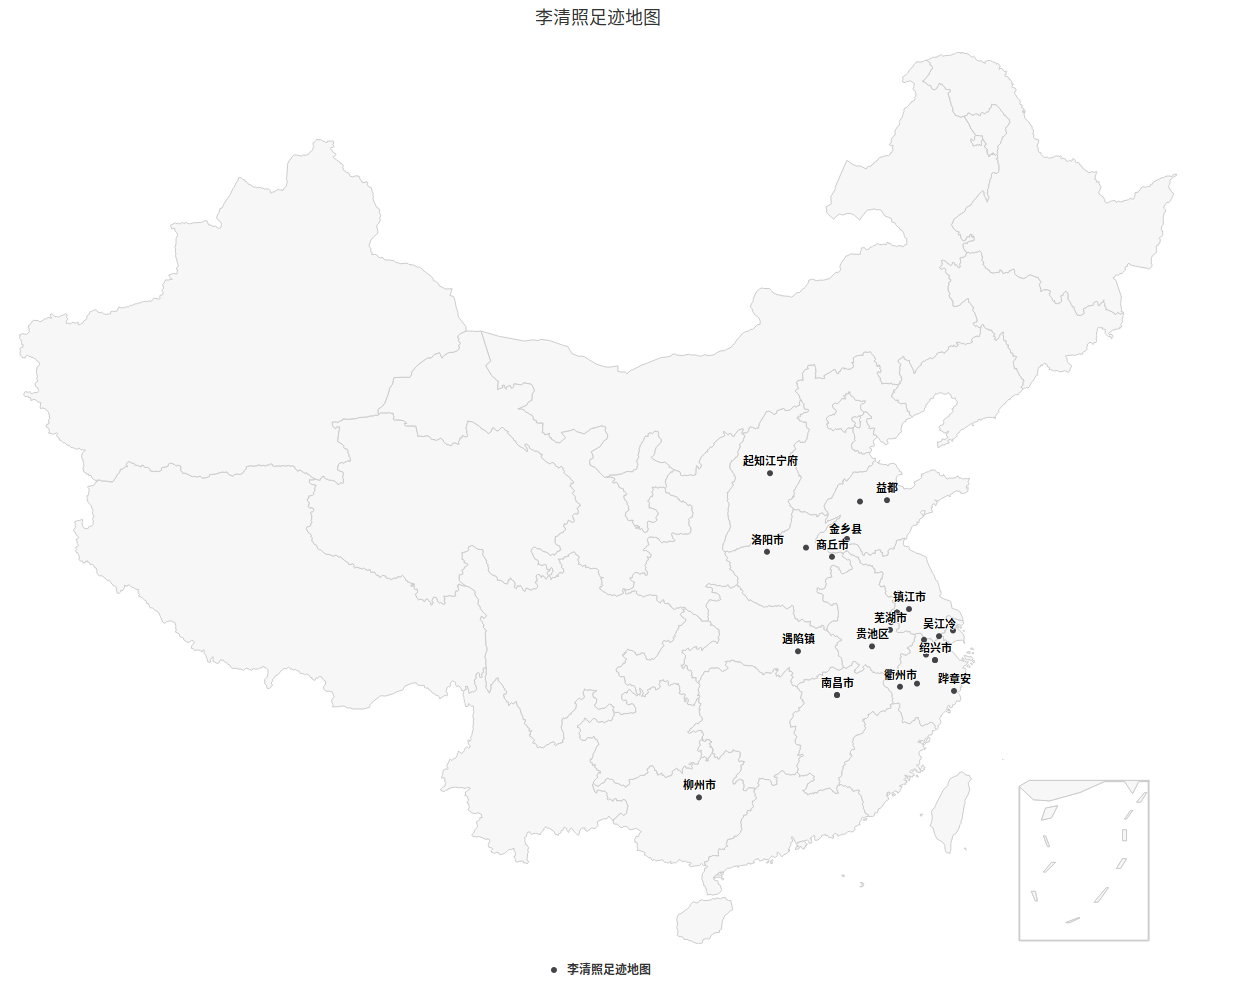 李清照足迹地图
起知江宁府
益都
金乡县
洛阳市
商丘市
镇江市
芜湖市
吴江冷
贵池区
遇陷镇
绍兴市
衢州市
跸章安
南昌市
柳州市
李清照足迹地图